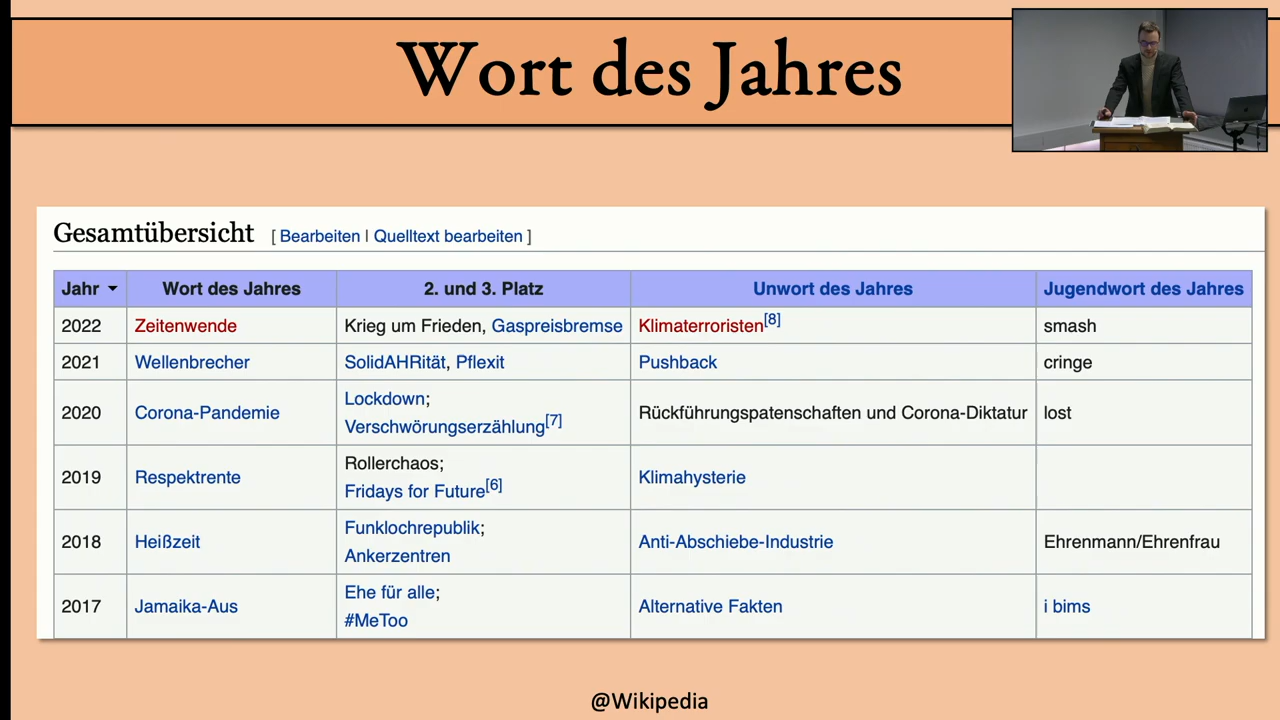 Wort des Jahres
Gesamtübersicht [ Bearbeiten | Quelltext bearbeiten ]
Jahr Wort des Jahres 2. und 3. Platz Unwort des Jahres Jugendwort des Jahres
2022 Zeitenwende Krieg um Frieden, Gaspreisbremse Klimaterroristen[8] smash
2021 Wellenbrecher SolidAHRität, Pflexit Pushback cringe
2020 Corona-Pandemie Lockdown; Verschwörungserzählung[7] Rückführungspatenschaften und Corona-Diktatur lost
2019 Respektrente Rollerchaos; Fridays for Future[6] Klimahysterie
2018 Heißzeit Funklochrepublik; Ankerzentren Anti-Abschiebe-Industrie Ehrenmann/Ehrenfrau
2017 Jamaika-Aus Ehe für alle; #MeToo Alternative Fakten i bims
@Wikipedia